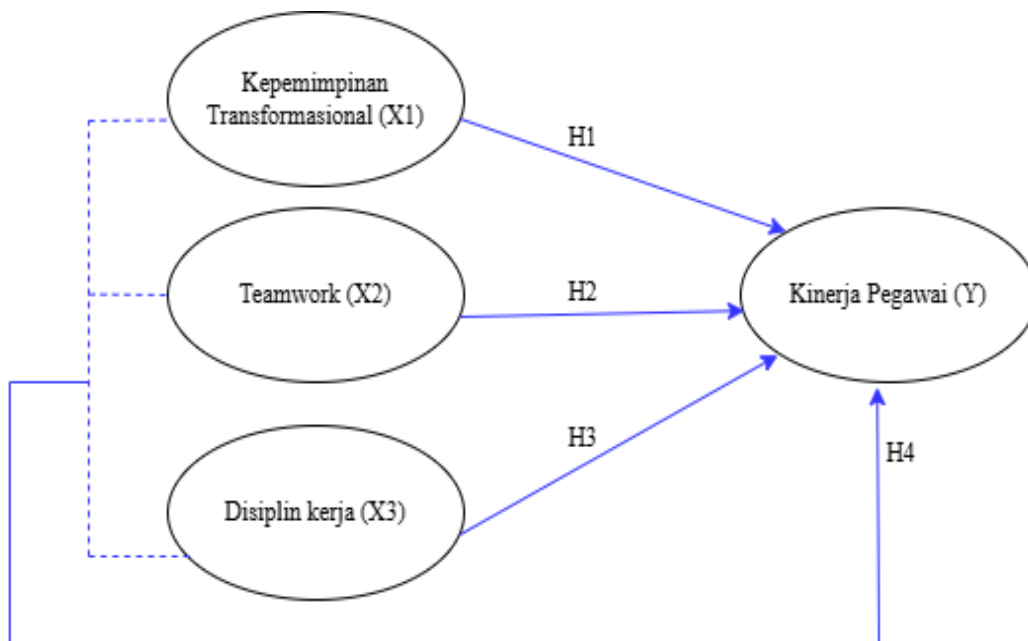 Kepemimpinan
Transformasional (X1)
H1
Teamwork (X2)
H2
Kinerja Pegawai (Y)
H3
H4
Disiplin kerja (X3)